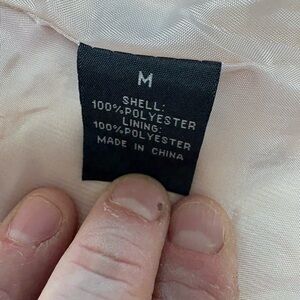 M
SHELL:
100%POLYESTER
LINING:
100%POLYESTER
MADE IN CHINA